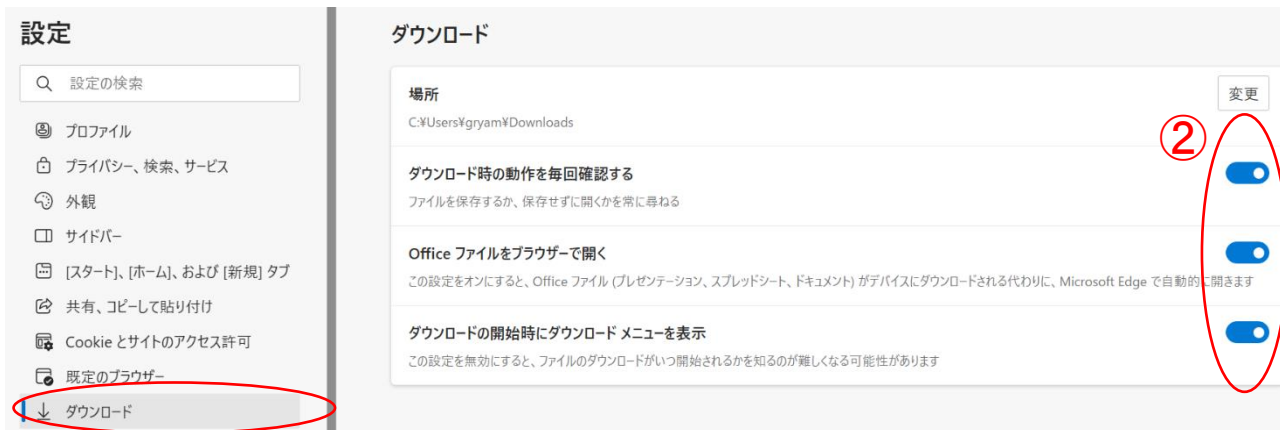 設定
設定の検索
プロファイル
プライバシー、検索、サービス
外観
サイドバー
[スタート]、[ホーム]、および [新規] タブ
共有、コピーして貼り付け
Cookie とサイトのアクセス許可
既定のブラウザー
ダウンロード
ダウンロード
場所
変更
C:¥Users¥gryam¥Downloads
②
ダウンロード時の動作を毎回確認する
ファイルを保存するか、保存せずに開くかを常に尋ねる
Office ファイルをブラウザーで開く
この設定をオンにすると、Office ファイル (プレゼンテーション、スプレッドシート、ドキュメント) がデバイスにダウンロードされる代わりに、Microsoft Edge で自動的に開きます
ダウンロードの開始時にダウンロード メニューを表示
この設定を無効にすると、ファイルのダウンロードがいつ開始されるかを知るのが難しくなる可能性があります